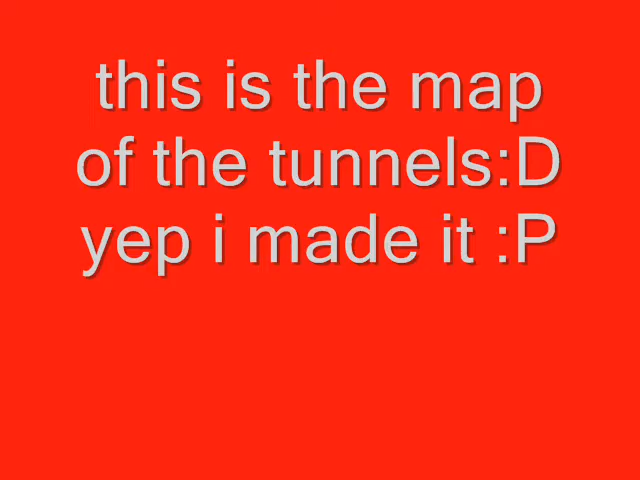 this is the map
of the tunnels:D
yep i made it :P